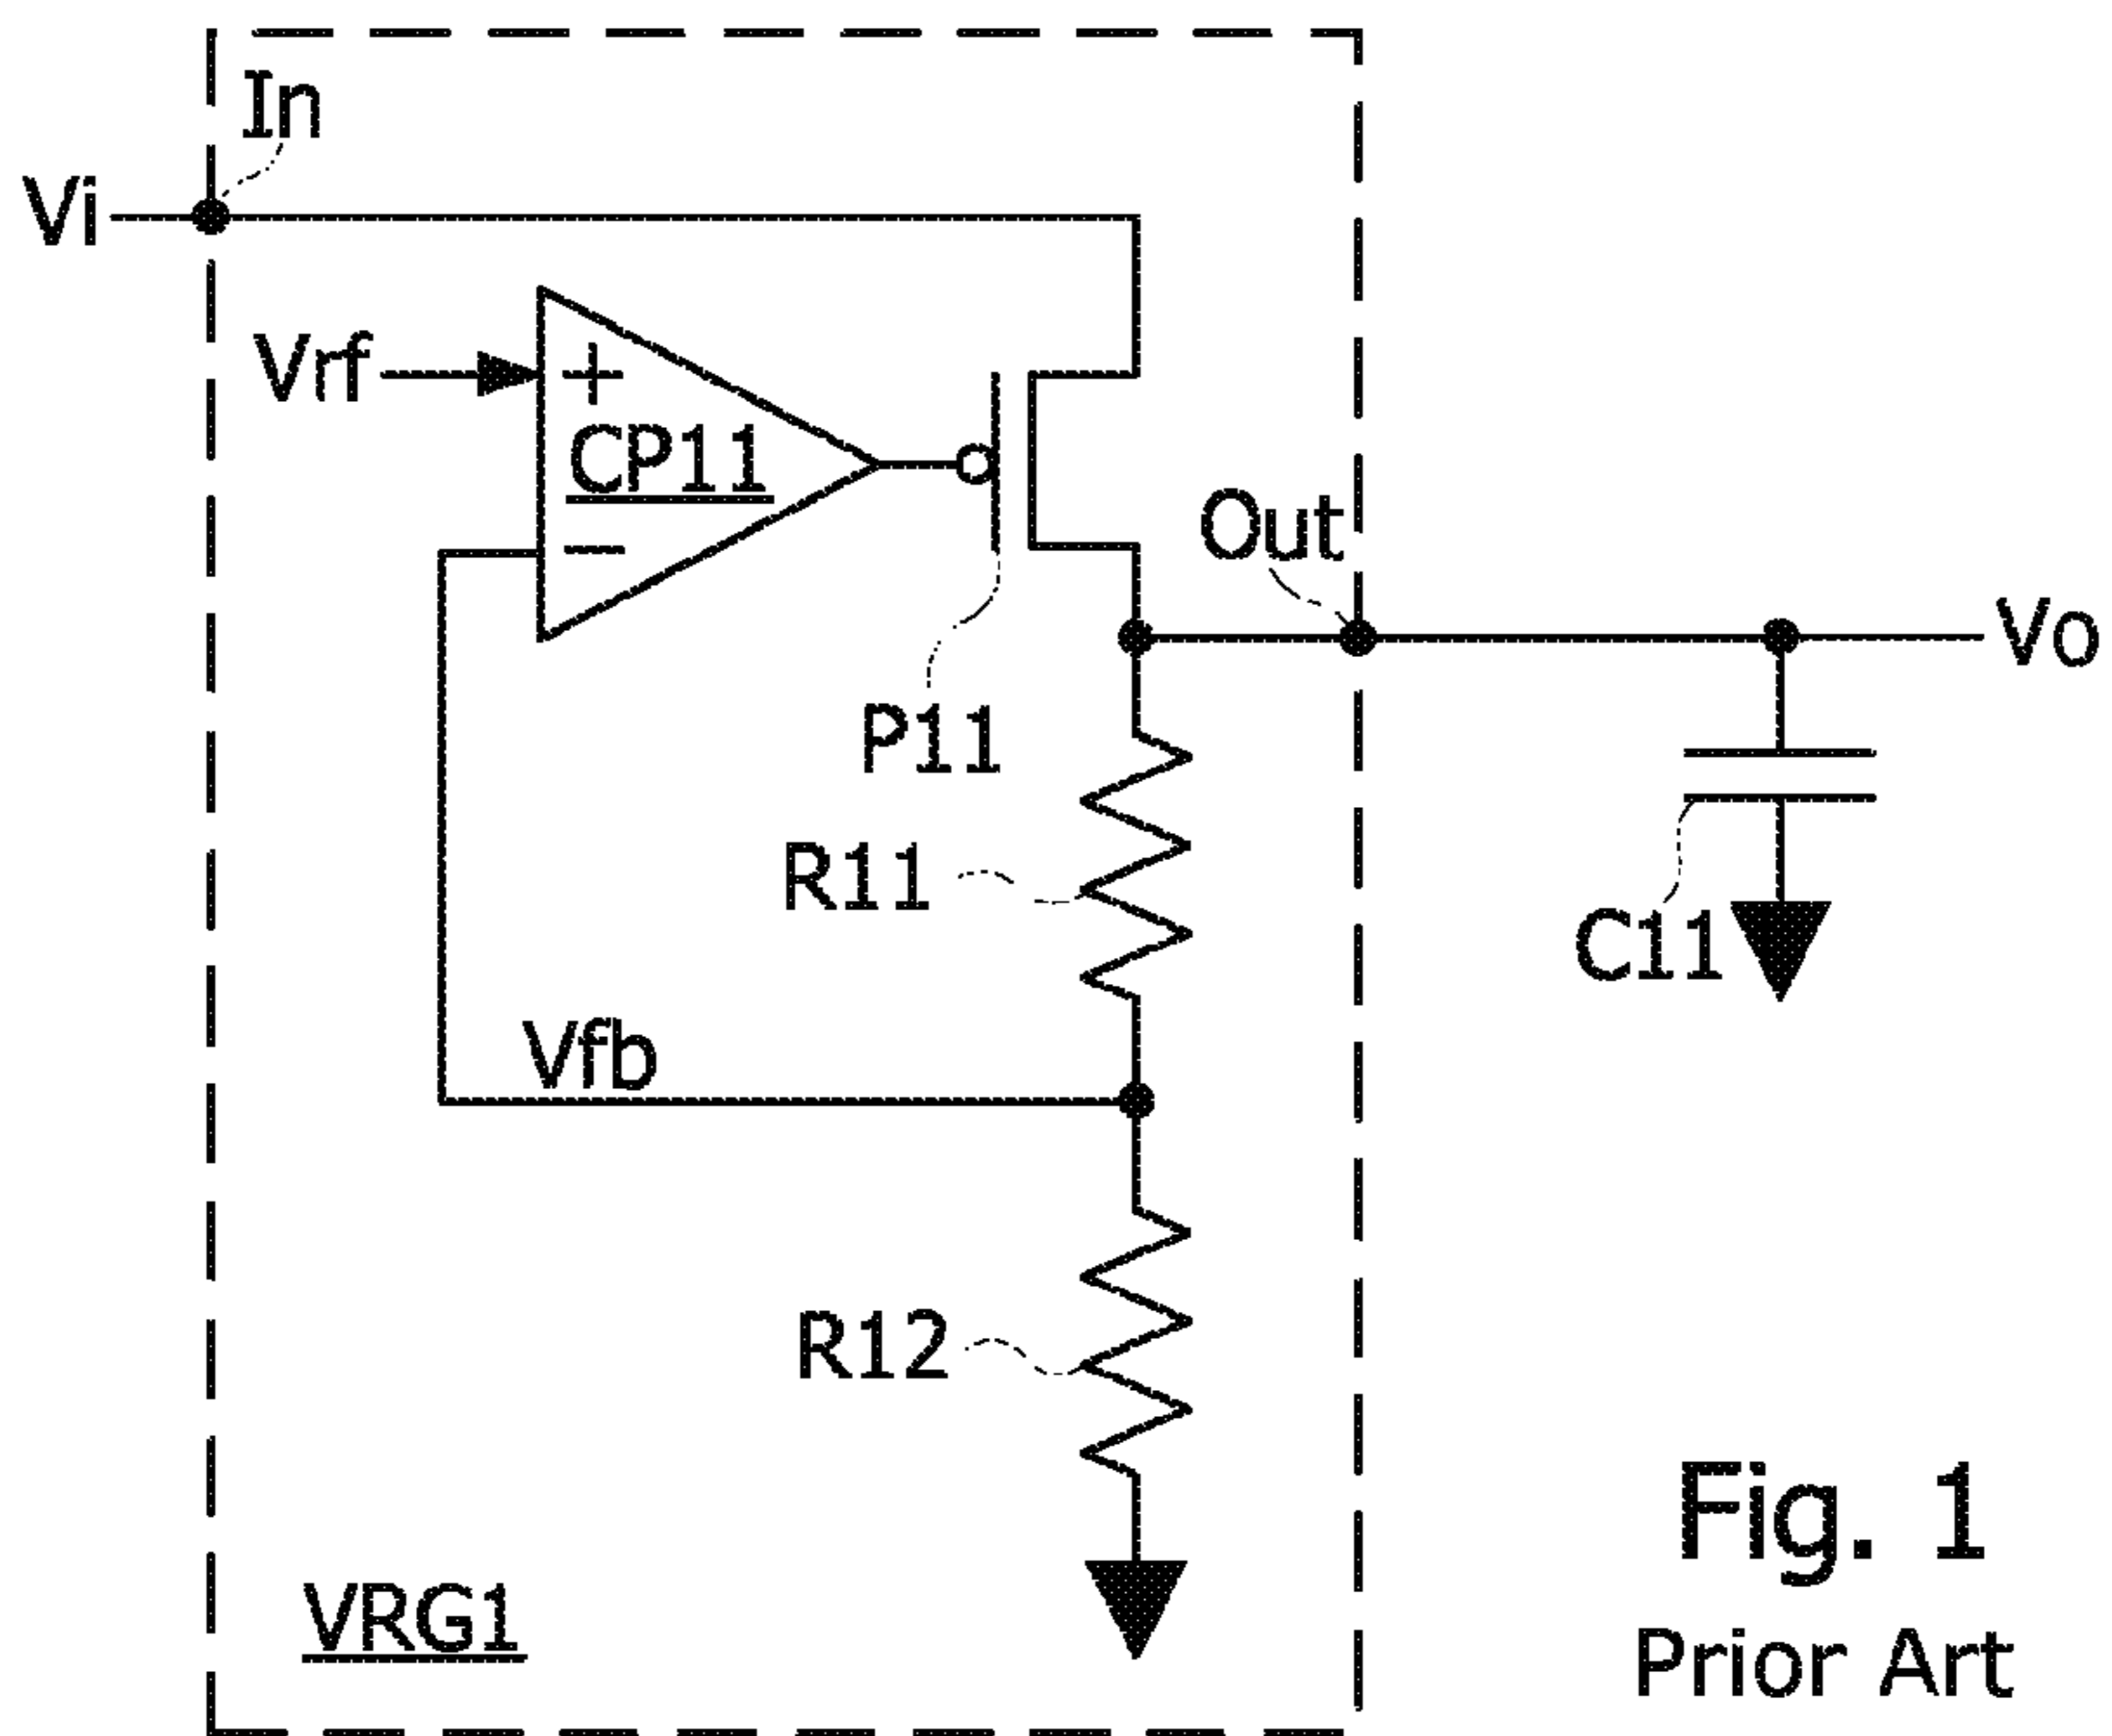 In
Vi
Vrf
+
CP11
−
Out
Vo
P11
R11
C11
Vfb
R12
VRG1
Fig. 1
Prior Art